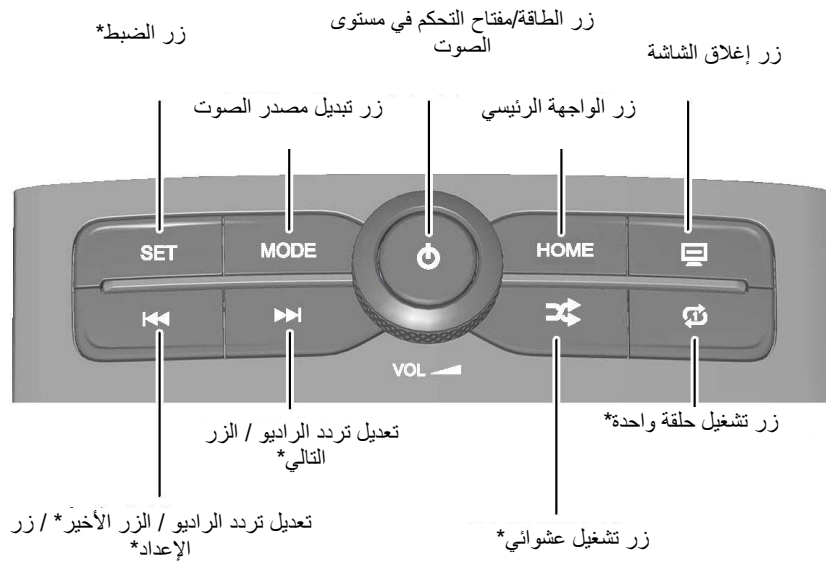 زر الطاقة/مفتاح التحكم في مستوى
الصوت
زر الضبط*
زر إغلاق الشاشة
زر تبديل مصدر الصوت
زر الواجهة الرئيسي
SET
MODE
HOME
VOL
تعديل تردد الراديو / الزر
التالي*
زر تشغيل حلقة واحدة*
تعديل تردد الراديو / الزر الأخير* / زر
الإعداد*
زر تشغيل عشوائي*